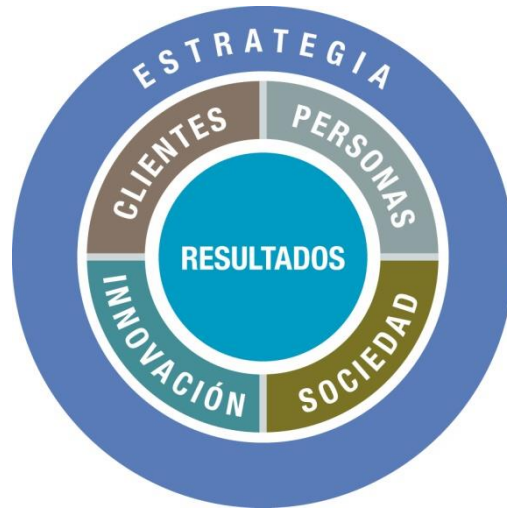 ESTRATEGIA
CLIENTES
PERSONAS
RESULTADOS
INNOVACIÓN
SOCIEDAD